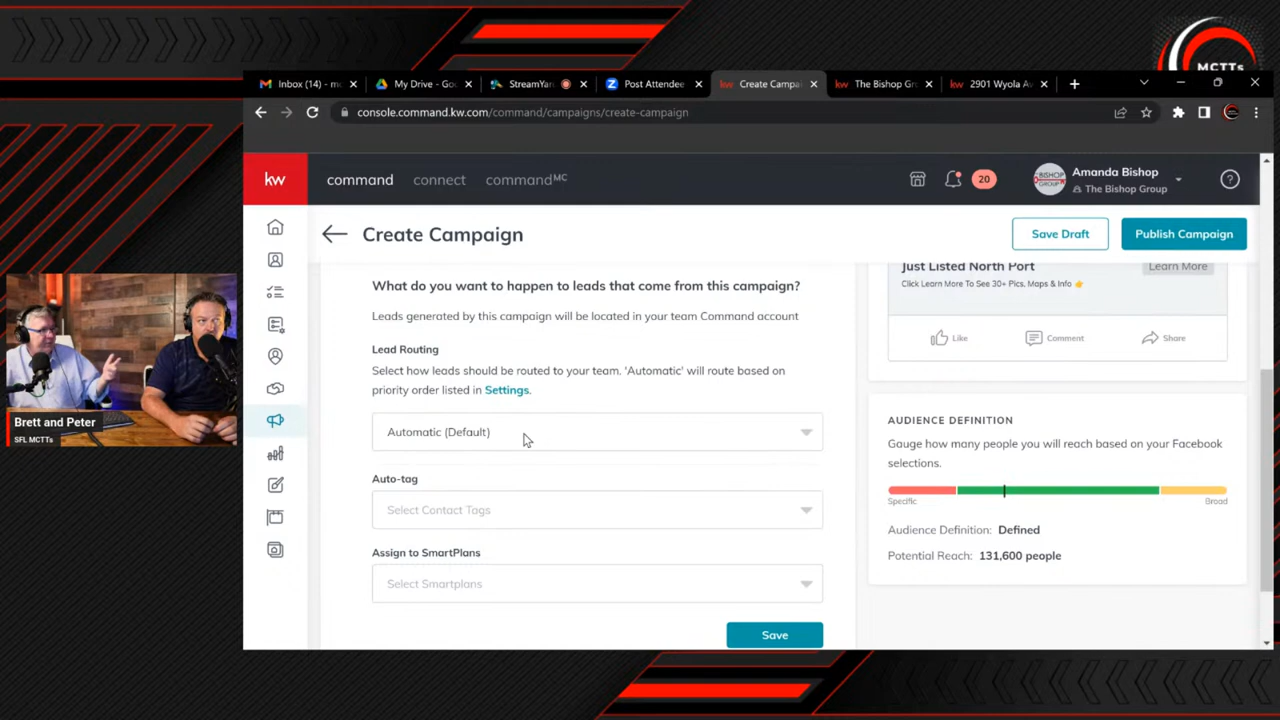 MCTTs
Inbox (14) - mc
My Drive - Goo
StreamYard
Post Attendee
Create Campai
The Bishop Gro
2901 Wyola Av
console.command.kw.com/command/campaigns/create-campaign
kw
command
connect
commandMC
20
Amanda Bishop
The Bishop Group
?
BISHOP
GROUP
Create Campaign
Save Draft
Publish Campaign
What do you want to happen to leads that come from this campaign?
Leads generated by this campaign will be located in your team Command account
Lead Routing
Select how leads should be routed to your team. 'Automatic' will route based on
priority order listed in Settings.
Automatic (Default)
Auto-tag
Select Contact Tags
Assign to SmartPlans
Select Smartplans
Save
Just Listed North Port
Learn More
Click Learn More To See 30+ Pics, Maps & Info 👉
Like
Comment
Share
AUDIENCE DEFINITION
Gauge how many people you will reach based on your Facebook
selections.
Specific
Broad
Audience Definition: Defined
Potential Reach: 131,600 people
Brett and Peter
SFL MCTTs